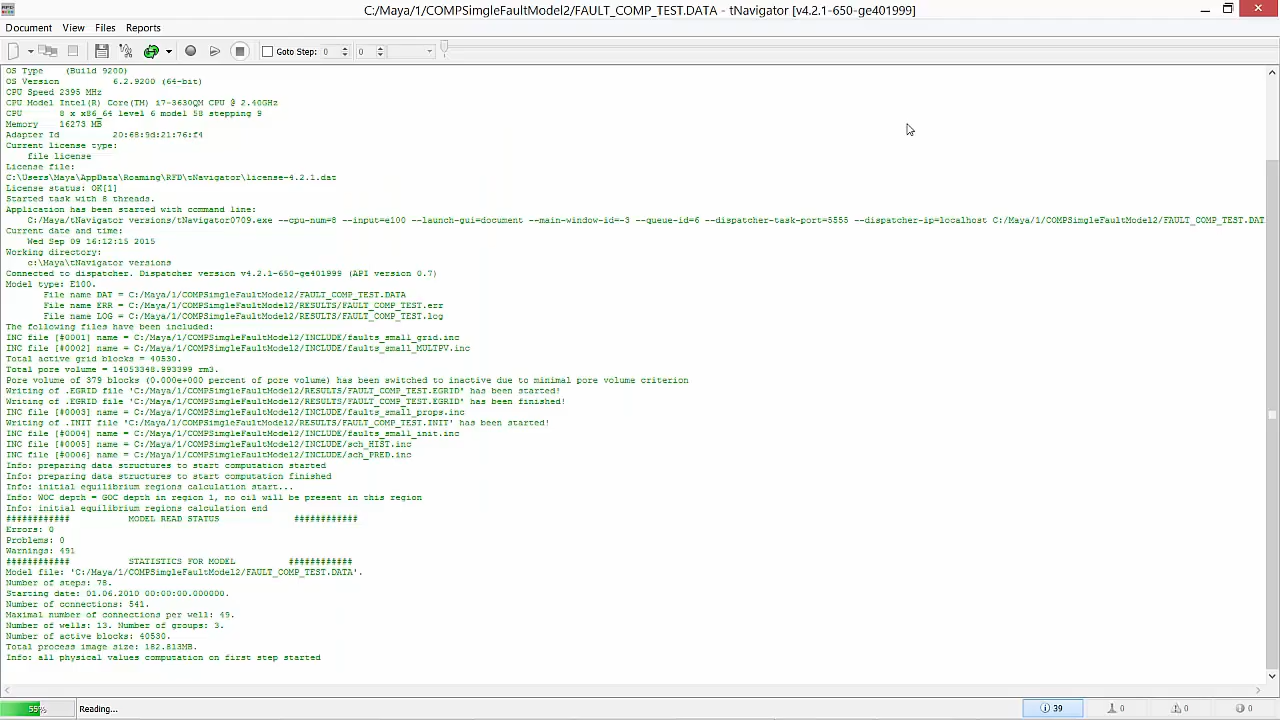 C:/Maya/1/COMPSimgleFaultModel2/FAULT_COMP_TEST.DATA - tNavigator [v4.2.1-650-ge401999]
Document View Files Reports
Goto Step: 0 0
OS Type (Build 9200)
OS Version 6.2.9200 (64-bit)
CPU Speed 2395 MHz
CPU Model Intel(R) Core(TM) i7-3630QM CPU @ 2.40GHz
CPU 8 x x86_64 level 6 model 58 stepping 9
Memory 16273 MB
Adapter Id 20:68:9d:21:76:f4
Current license type:
file license
License file:
C:\Users\Maya\AppData\Roaming\RFD\tNavigator\license-4.2.1.dat
License status: OK[1]
Started task with 8 threads.
Application has been started with command line:
C:/Maya/tNavigator versions/tNavigator0709.exe --cpu-num=8 --input=e100 --launch-gui=document --main-window-id=-3 --queue-id=6 --dispatcher-task-port=5555 --dispatcher-ip=localhost C:/Maya/1/COMPSimgleFaultModel2/FAULT_COMP_TEST.DAT
Current date and time:
Wed Sep 09 16:12:15 2015
Working directory:
c:\Maya\tNavigator versions
Connected to dispatcher. Dispatcher version v4.2.1-650-ge401999 (API version 0.7)
Model type: E100.
File name DAT = C:/Maya/1/COMPSimgleFaultModel2/FAULT_COMP_TEST.DATA
File name ERR = C:/Maya/1/COMPSimgleFaultModel2/RESULTS/FAULT_COMP_TEST.err
File name LOG = C:/Maya/1/COMPSimgleFaultModel2/RESULTS/FAULT_COMP_TEST.log
The following files have been included:
INC file [#0001] name = C:/Maya/1/COMPSimgleFaultModel2/INCLUDE/faults_small_grid.inc
INC file [#0002] name = C:/Maya/1/COMPSimgleFaultModel2/INCLUDE/faults_small_MULTPV.inc
Total active grid blocks = 40530.
Total pore volume = 14053348.993399 rm3.
Pore volume of 379 blocks (0.000e+000 percent of pore volume) has been switched to inactive due to minimal pore volume criterion
Writing of .EGRID file 'C:/Maya/1/COMPSimgleFaultModel2/RESULTS/FAULT_COMP_TEST.EGRID' has been started!
Writing of .EGRID file 'C:/Maya/1/COMPSimgleFaultModel2/RESULTS/FAULT_COMP_TEST.EGRID' has been finished!
INC file [#0003] name = C:/Maya/1/COMPSimgleFaultModel2/INCLUDE/faults_small_props.inc
Writing of .INIT file 'C:/Maya/1/COMPSimgleFaultModel2/RESULTS/FAULT_COMP_TEST.INIT' has been started!
INC file [#0004] name = C:/Maya/1/COMPSimgleFaultModel2/INCLUDE/faults_small_init.inc
INC file [#0005] name = C:/Maya/1/COMPSimgleFaultModel2/INCLUDE/sch_HIST.inc
INC file [#0006] name = C:/Maya/1/COMPSimgleFaultModel2/INCLUDE/sch_PRED.inc
Info: preparing data structures to start computation started
Info: preparing data structures to start computation finished
Info: initial equilibrium regions calculation start...
Info: WOC depth = GOC depth in region 1, no oil will be present in this region
Info: initial equilibrium regions calculation end
############ MODEL READ STATUS ############
Errors: 0
Problems: 0
Warnings: 491
############ STATISTICS FOR MODEL ############
Model file: 'C:/Maya/1/COMPSimgleFaultModel2/FAULT_COMP_TEST.DATA'.
Number of steps: 78.
Starting date: 01.06.2010 00:00:00.000000.
Number of connections: 541.
Maximal number of connections per well: 49.
Number of wells: 13. Number of groups: 3.
Number of active blocks: 40530.
Total process image size: 182.813MB.
Info: all physical values computation on first step started
55% Reading... 39 0 0 0